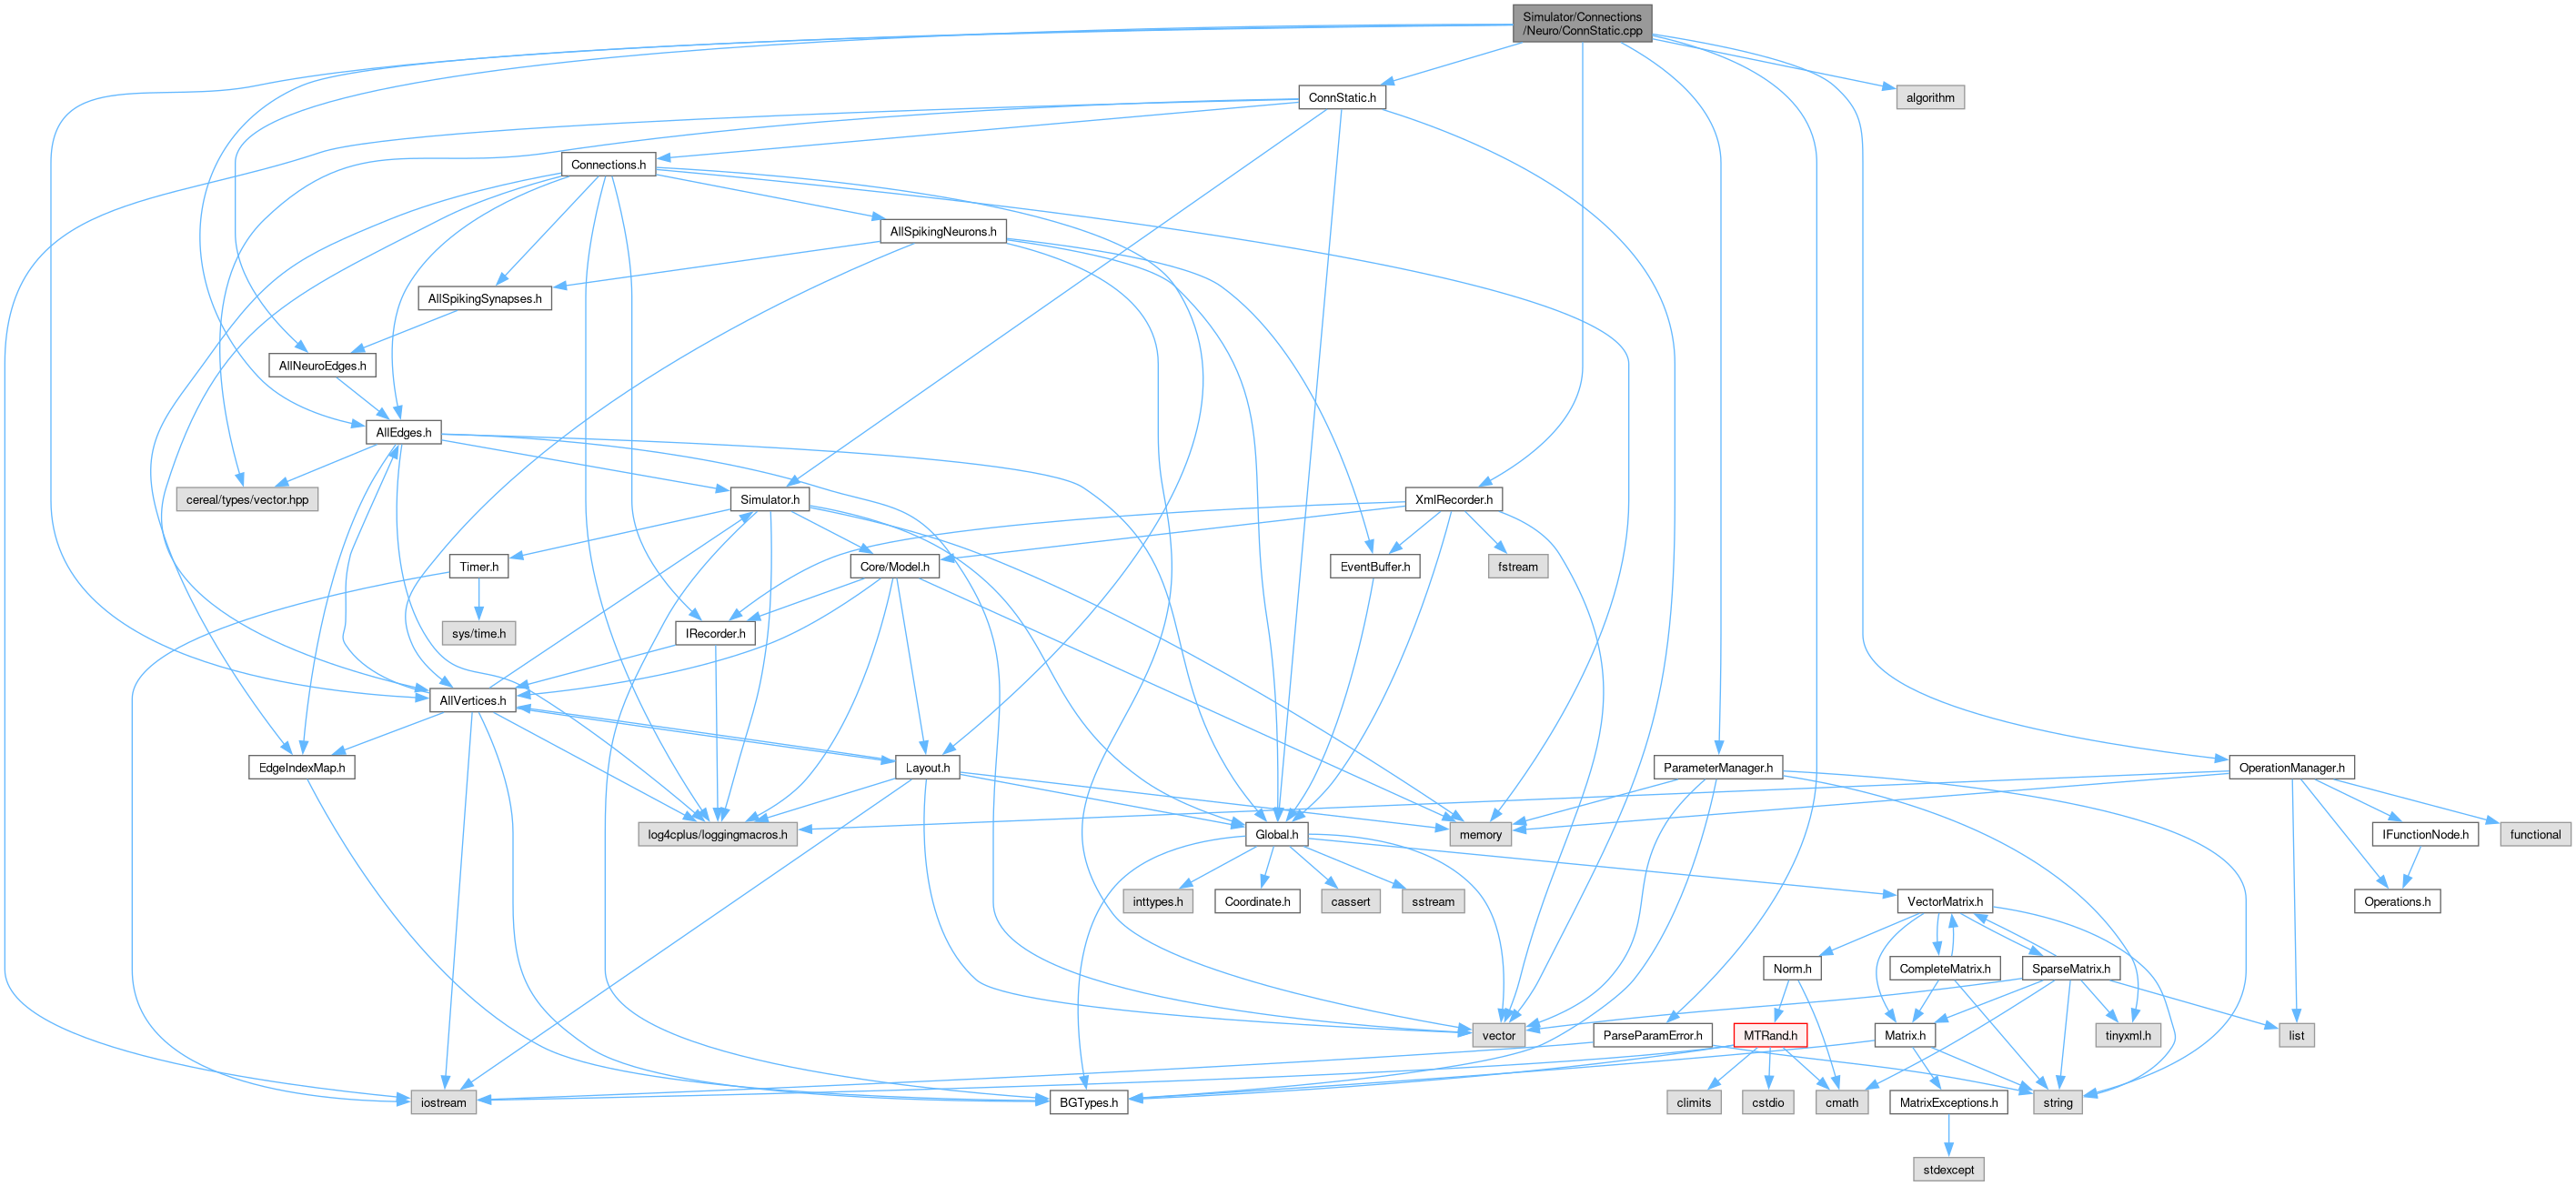 Simulator/Connections
/Neuro/ConnStatic.cpp
ConnStatic.h
algorithm
Connections.h
AllSpikingNeurons.h
AllSpikingSynapses.h
AllNeuroEdges.h
AllEdges.h
cereal/types/vector.hpp
Simulator.h
XmlRecorder.h
Timer.h
Core/Model.h
EventBuffer.h
fstream
sys/time.h
IRecorder.h
AllVertices.h
EdgeIndexMap.h
Layout.h
ParameterManager.h
OperationManager.h
log4cplus/loggingmacros.h
Global.h
memory
IFunctionNode.h
functional
inttypes.h
Coordinate.h
cassert
sstream
VectorMatrix.h
Operations.h
Norm.h
CompleteMatrix.h
SparseMatrix.h
vector
ParseParamError.h
MTRand.h
Matrix.h
tinyxml.h
list
iostream
BGTypes.h
climits
cstdio
cmath
MatrixExceptions.h
string
stdexcept